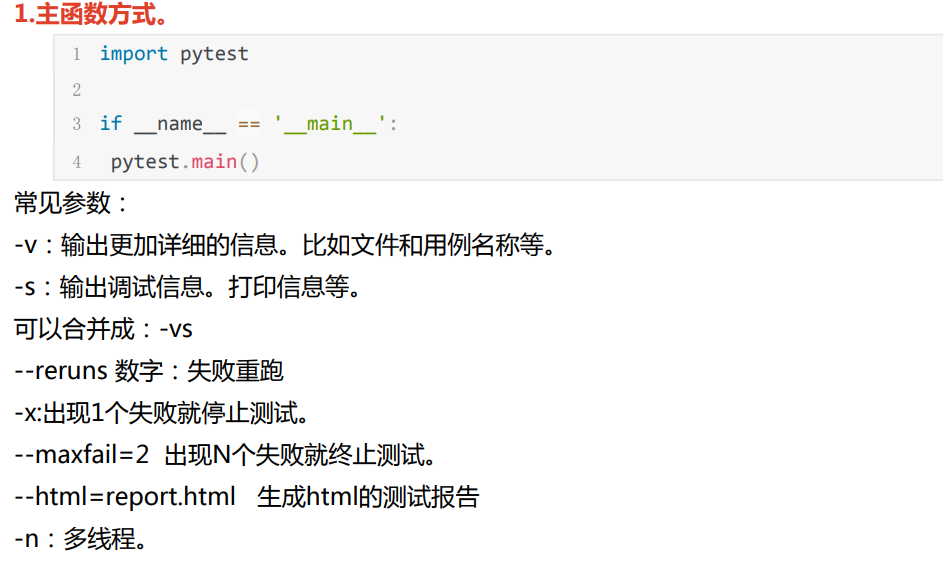 1.主函数方式。
1 import pytest
2
3 if __name__ == '__main__':
4  pytest.main()
常见参数：
-v：输出更加详细的信息。比如文件和用例名称等。
-s：输出调试信息。打印信息等。
可以合并成：-vs
--reruns 数字：失败重跑
-x:出现1个失败就停止测试。
--maxfail=2  出现N个失败就终止测试。
--html=report.html   生成html的测试报告
-n：多线程。